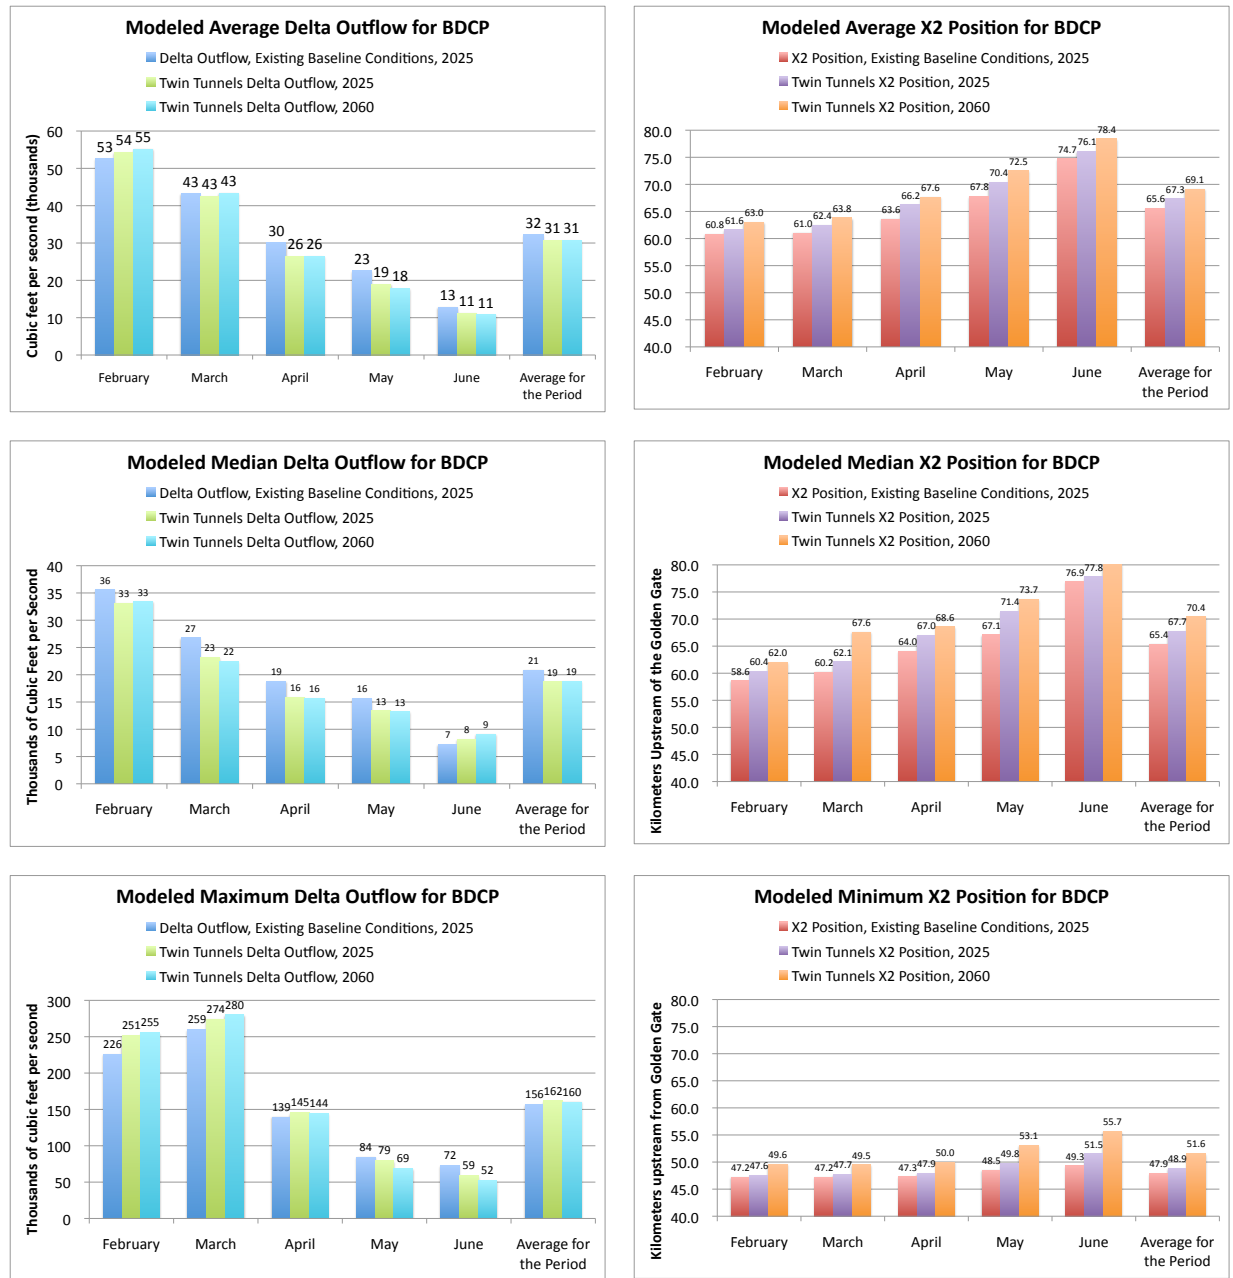 Modeled Average Delta Outflow for BDCP
Delta Outflow, Existing Baseline Conditions, 2025
Twin Tunnels Delta Outflow, 2025
Twin Tunnels Delta Outflow, 2060
Cubic feet per second (thousands)
60
50
40
30
20
10
0
53 54 55
43 43 43
30 26 26
23 19 18
13 11 11
32 31 31
February March April May June Average for
the Period
Modeled Average X2 Position for BDCP
X2 Position, Existing Baseline Conditions, 2025
Twin Tunnels X2 Position, 2025
Twin Tunnels X2 Position, 2060
80.0
75.0
70.0
65.0
60.0
55.0
50.0
45.0
40.0
60.8 61.6 63.0
61.0 62.4 63.8
63.6 66.2 67.6
67.8 70.4 72.5
74.7 76.1 78.4
65.6 67.3 69.1
February March April May June Average for
the Period
Modeled Median Delta Outflow for BDCP
Delta Outflow, Existing Baseline Conditions, 2025
Twin Tunnels Delta Outflow, 2025
Twin Tunnels Delta Outflow, 2060
Thousands of Cubic Feet per Second
40
35
30
25
20
15
10
5
0
36 33 33
27 23 22
19 16 16
16 13 13
7 8 9
21 19 19
February March April May June Average for
the Period
Modeled Median X2 Position for BDCP
X2 Position, Existing Baseline Conditions, 2025
Twin Tunnels X2 Position, 2025
Twin Tunnels X2 Position, 2060
Kilometers Upstream of the Golden Gate
80.0
75.0
70.0
65.0
60.0
55.0
50.0
45.0
40.0
58.6 60.4 62.0
60.2 62.1 67.6
64.0 67.0 68.6
67.1 71.4 73.7
76.9 77.8
65.4 67.7 70.4
February March April May June Average for
the Period
Modeled Maximum Delta Outflow for BDCP
Delta Outflow, Existing Baseline Conditions, 2025
Twin Tunnels Delta Outflow, 2025
Twin Tunnels Delta Outflow, 2060
Thousands of cubic feet per second
300
250
200
150
100
50
0
226 251 255
259 274 280
139 145 144
84 79 69
72 59 52
156 162 160
February March April May June Average for
the Period
Modeled Minimum X2 Position for BDCP
X2 Position, Existing Baseline Conditions, 2025
Twin Tunnels X2 Position, 2025
Twin Tunnels X2 Position, 2060
Kilometers upstream from Golden Gate
80.0
75.0
70.0
65.0
60.0
55.0
50.0
45.0
40.0
47.2 47.6 49.6
47.2 47.7 49.5
47.3 47.9 50.0
48.5 49.8 53.1
49.3 51.5 55.7
47.9 48.9 51.6
February March April May June Average for
the Period